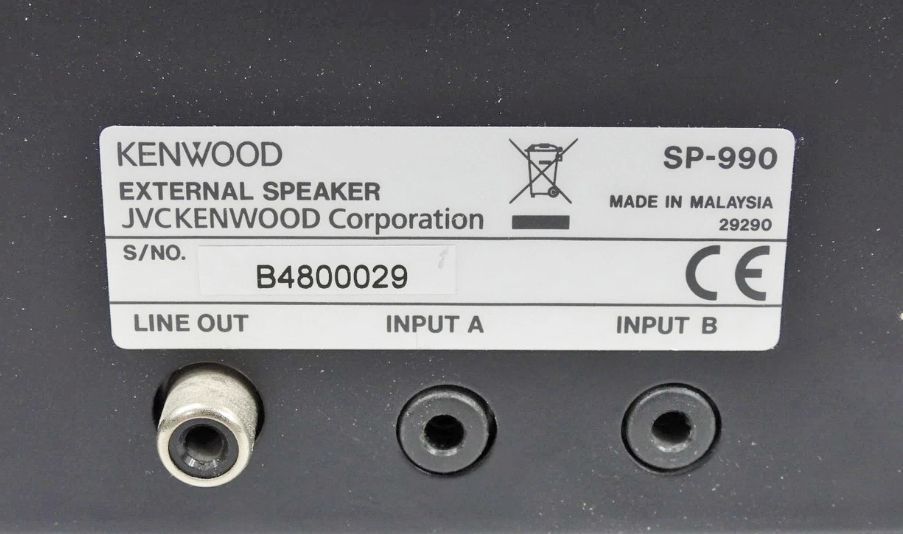 KENWOOD
SP-990
EXTERNAL SPEAKER
JVCKENWOOD Corporation
MADE IN MALAYSIA
29290
S/NO.
B4800029
CE
LINE OUT
INPUT A
INPUT B